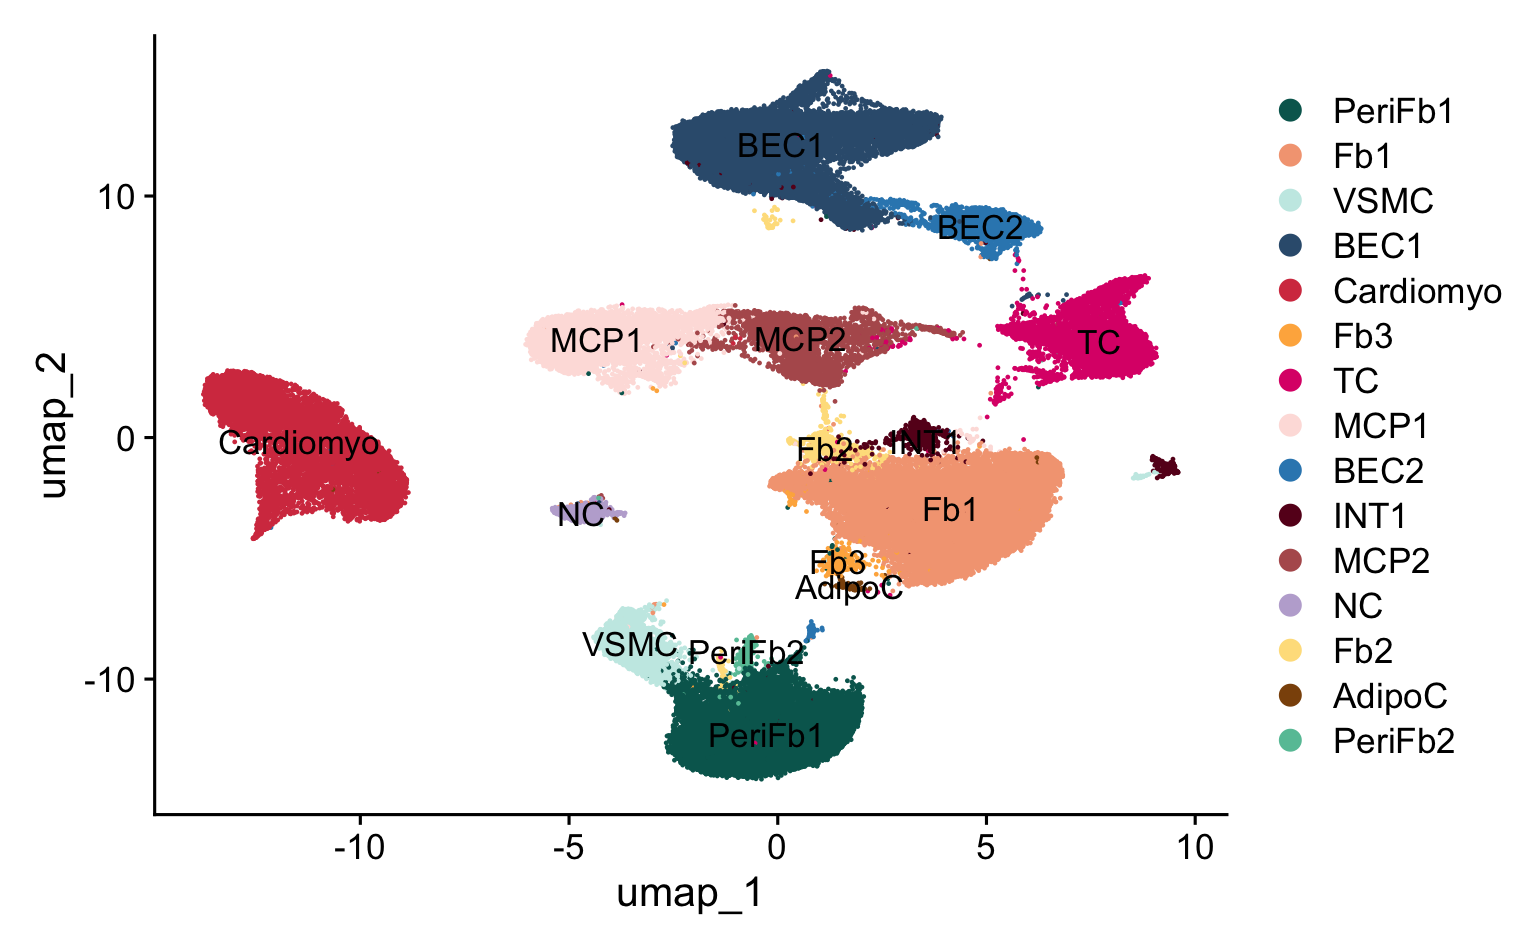 BEC1
BEC2
MCP1
MCP2
TC
Cardiomyo
Fb2
INT1
NC
Fb1
Fb3
AdipoC
VSMC
PeriFb2
PeriFb1
10
0
-10
umap_2
-10
-5
0
5
10
umap_1
PeriFb1
Fb1
VSMC
BEC1
Cardiomyo
Fb3
TC
MCP1
BEC2
INT1
MCP2
NC
Fb2
AdipoC
PeriFb2